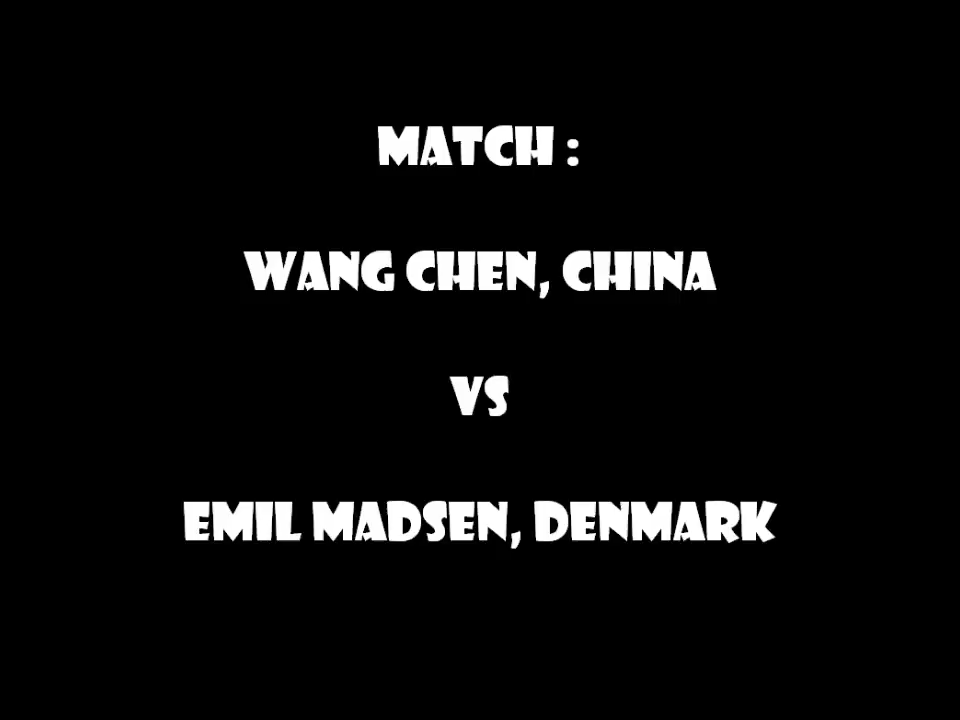 MATCH :
WANG CHEN, CHINA
VS
EMIL MADSEN, DENMARK